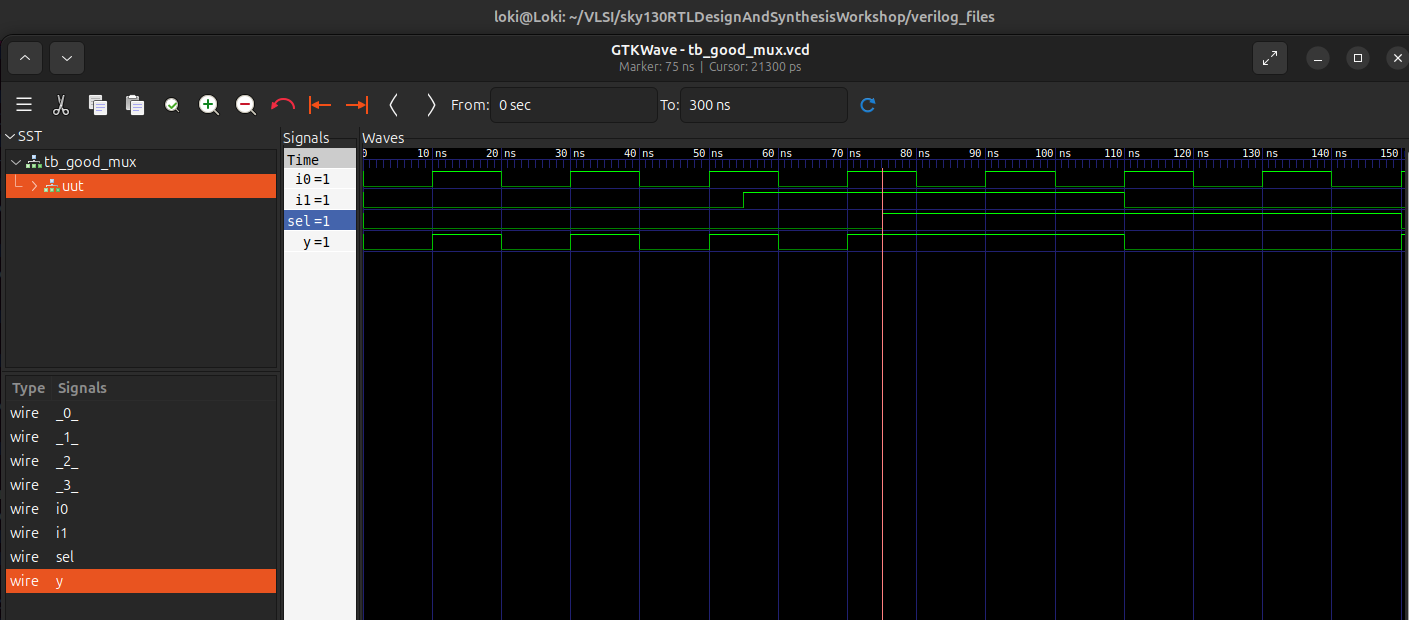 loki@Loki: ~/VLSI/sky130RTLDesignAndSynthesisWorkshop/verilog_files
GTKWave - tb_good_mux.vcd
Marker: 75 ns | Cursor: 21300 ps
From: 0 sec To: 300 ns
SST
tb_good_mux
uut
Signals
Waves
Time
0 10 ns 20 ns 30 ns 40 ns 50 ns 60 ns 70 ns 80 ns 90 ns 100 ns 110 ns 120 ns 130 ns 140 ns 150
i0 =1
i1 =1
sel =1
y =1
Type Signals
wire _0_
wire _1_
wire _2_
wire _3_
wire i0
wire i1
wire sel
wire y